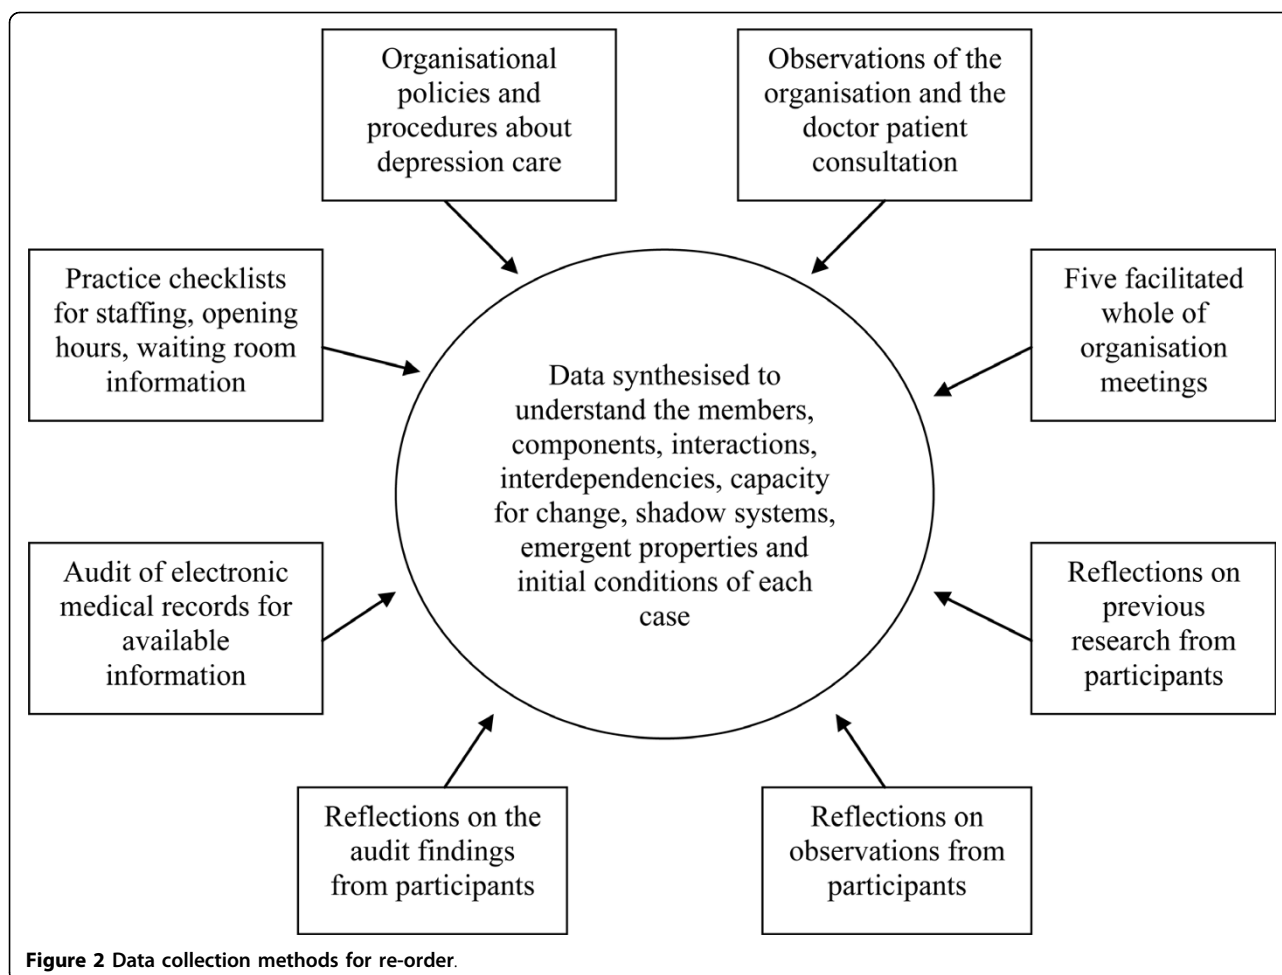 Organisational
policies and
procedures about
depression care
Observations of the
organisation and the
doctor patient
consultation
Practice checklists
for staffing, opening
hours, waiting room
information
Five facilitated
whole of
organisation
meetings
Data synthesised to
understand the members,
components, interactions,
interdependencies, capacity
for change, shadow systems,
emergent properties and
initial conditions of each
case
Audit of electronic
medical records for
available
information
Reflections on
previous
research from
participants
Reflections on the
audit findings
from participants
Reflections on
observations from
participants
Figure 2 Data collection methods for re-order.